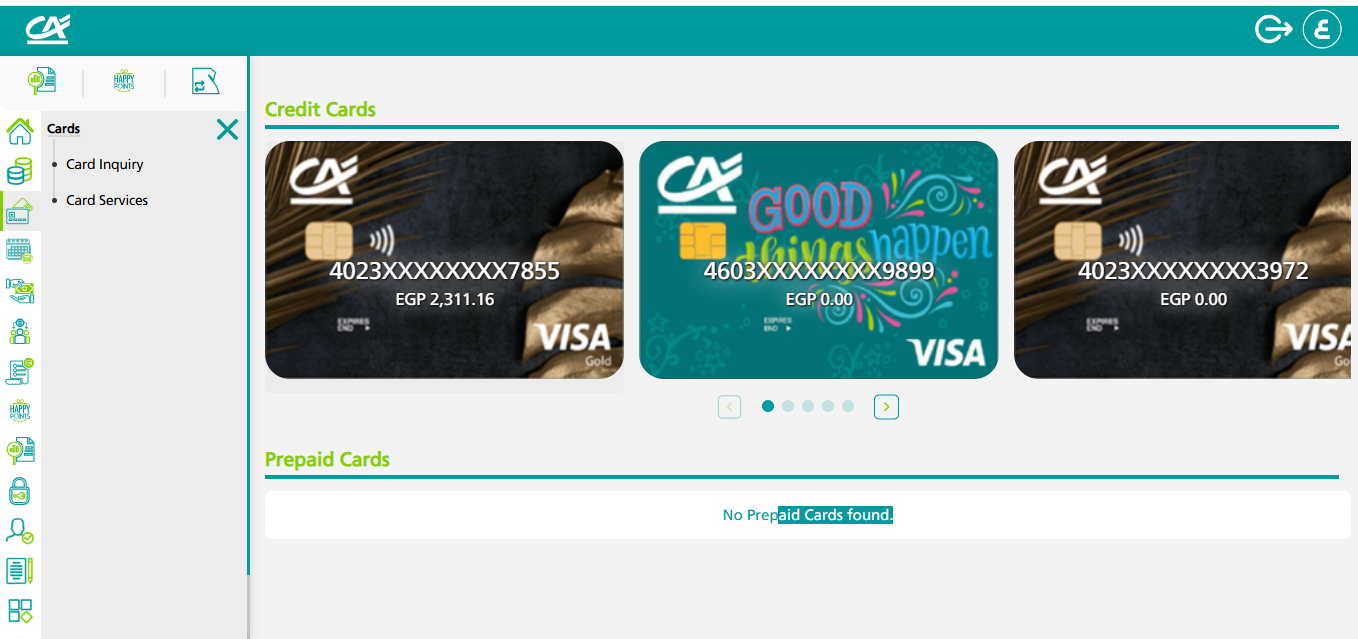 CA
ع
HAPPY
POINTS
Cards
Card Inquiry
Card Services
HAPPY
POINTS
Credit Cards
CA
4023XXXXXXXX7855
EGP 2,311.16
EXPIRES
END
VISA
Gold
CA
GOOD
things happen
4603XXXXXXXX9899
EGP 0.00
EXPIRES
END
VISA
CA
4023XXXXXXXX3972
EGP 0.00
EXPIRES
END
VISA
Go
Prepaid Cards
No Prepaid Cards found.